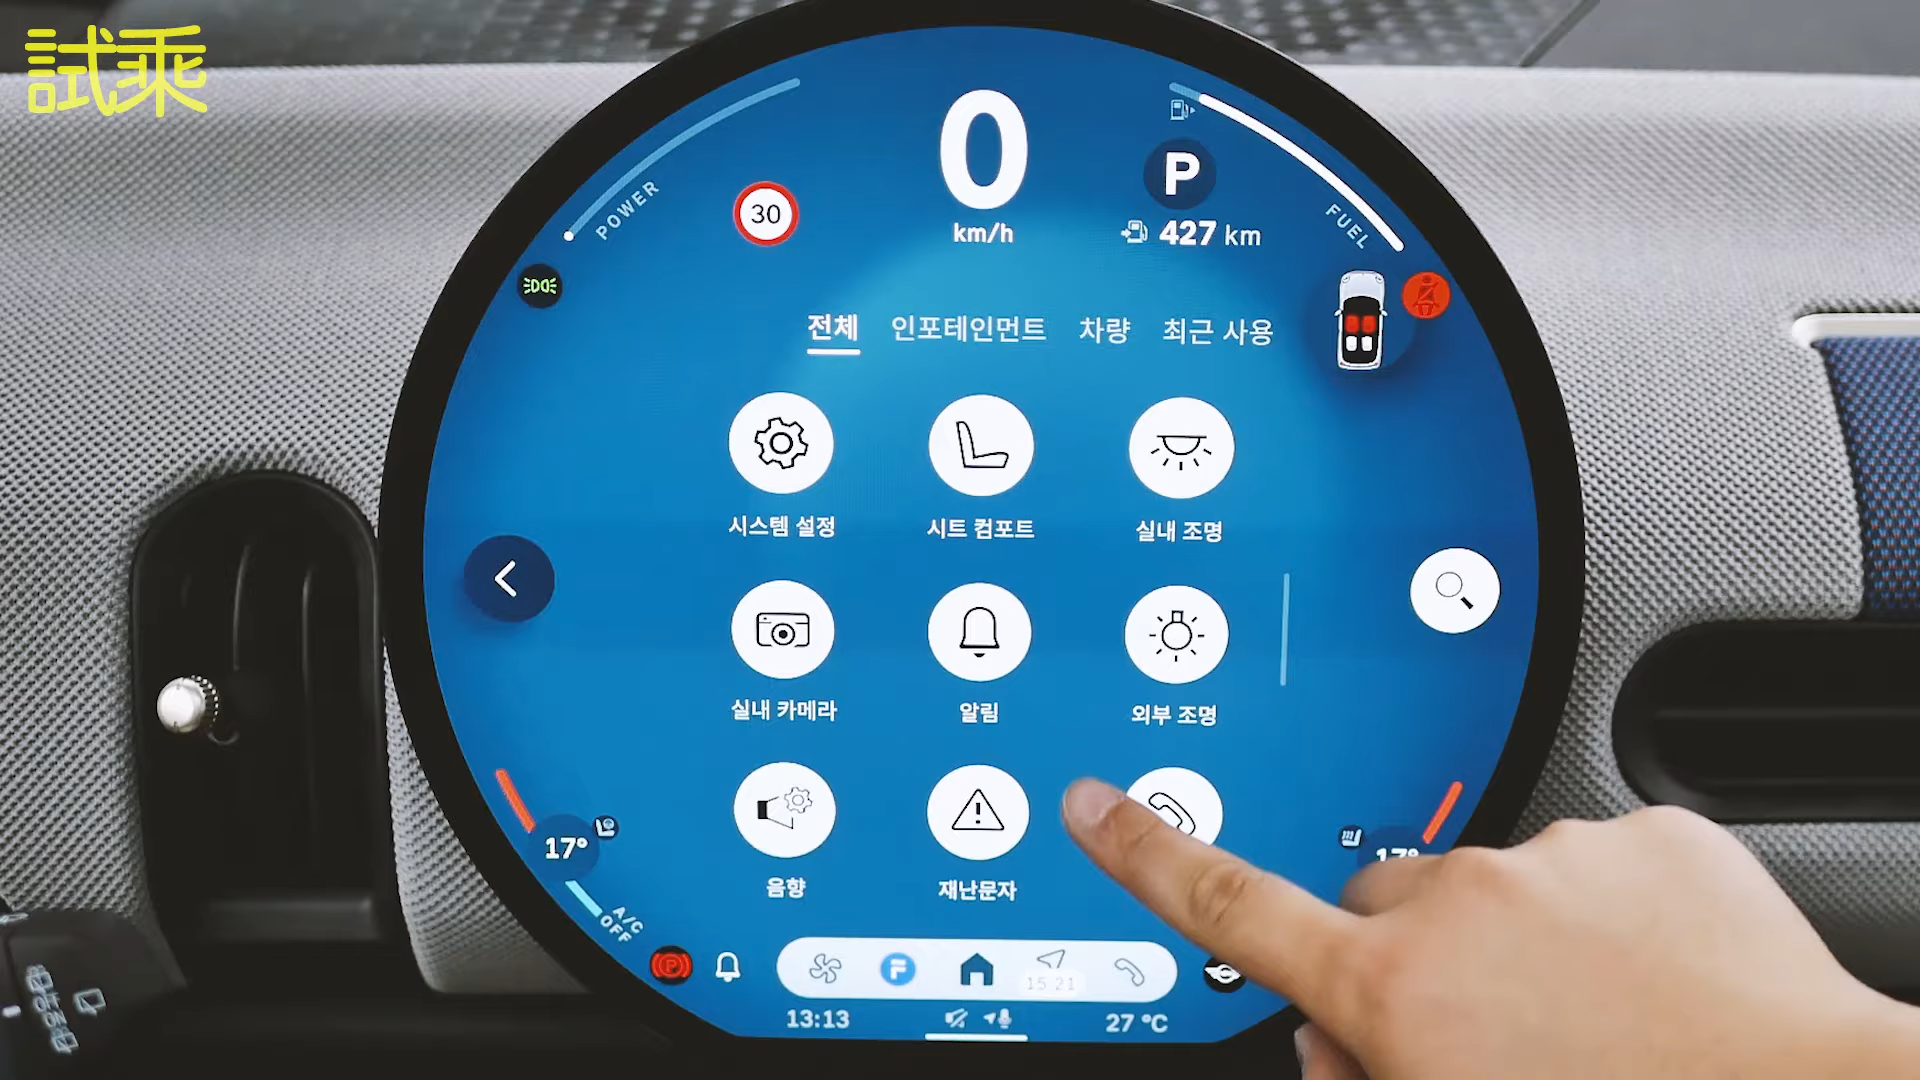 試乘
0
P
POWER
30
km/h
427 km
FUEL
전체 인포테인먼트 차량 최근 사용
시스템 설정 시트 컴포트 실내 조명
실내 카메라 알림 외부 조명
음향 재난문자
17°
17°
A/C
OFF
15 21
13:13
27 °C